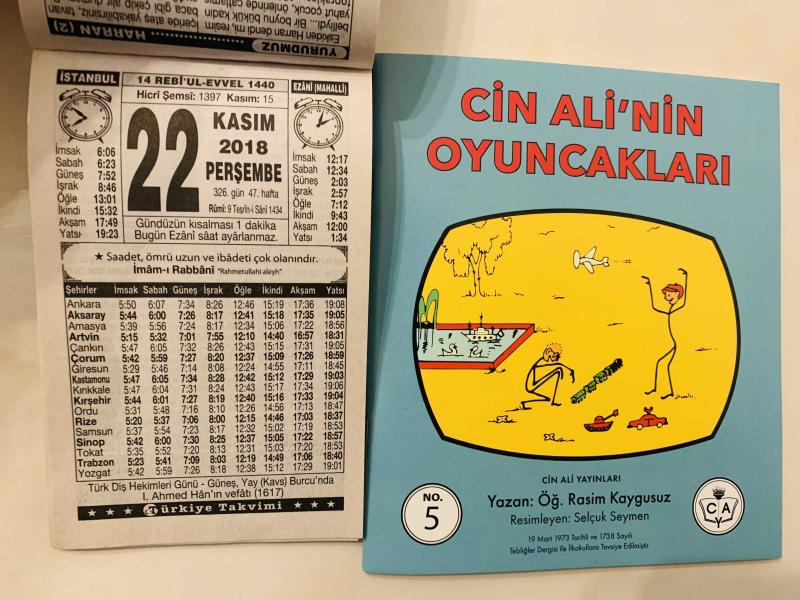 YURUDMUZ
HARRAN (2)
Eskiden Harran dendi mi, resim
İSTANBUL
14 REBÎ'UL-EVVEL 1440
Hicrî Şemsî: 1397 Kasım: 15
EZÂNÎ (MAHALLÎ)
22
KASIM
2018
PERŞEMBE
326. gün 47. hafta
Rûmî: 9 Teşrîn-i Sânî 1434
İmsak 6:06
Sabah 6:23
Güneş 7:52
İşrak 8:46
Öğle 13:01
İkindi 15:32
Akşam 17:49
Yatsı 19:23
İmsak 12:17
Sabah 12:34
Güneş 2:03
İşrak 2:57
Öğle 7:12
İkindi 9:43
Akşam 12:00
Yatsı 1:34
Gündüzün kısalması 1 dakika
Bugün Ezânî sâat ayârlanmaz.
★ Saadet, ömrü uzun ve ibâdeti çok olanındır.
İmâm-ı Rabbânî "Rahmetullahi aleyh"
Şehirler İmsak Sabah Güneş İşrak Öğle İkindi Akşam Yatsı
Ankara 5:50 6:07 7:34 8:26 12:46 15:19 17:36 19:08
Aksaray 5:44 6:00 7:26 8:17 12:41 15:18 17:35 19:05
Amasya 5:39 5:56 7:24 8:17 12:34 15:06 17:22 18:56
Artvin 5:15 5:32 7:01 7:55 12:10 14:40 16:57 18:31
Çankırı 5:47 6:05 7:32 8:26 12:43 15:15 17:31 19:05
Çorum 5:42 5:59 7:27 8:20 12:37 15:09 17:26 18:59
Giresun 5:29 5:46 7:14 8:08 12:24 14:55 17:11 18:45
Kastamonu 5:47 6:05 7:34 8:28 12:42 15:12 17:29 19:03
Kırıkkale 5:47 6:04 7:31 8:24 12:43 15:17 17:34 19:06
Kırşehir 5:44 6:01 7:27 8:19 12:40 15:16 17:33 19:04
Ordu 5:31 5:48 7:16 8:10 12:26 14:56 17:13 18:47
Rize 5:20 5:37 7:06 8:00 12:15 14:46 17:03 18:37
Samsun 5:37 5:54 7:23 8:17 12:32 15:02 17:19 18:53
Sinop 5:42 6:00 7:30 8:25 12:37 15:05 17:22 18:57
Tokat 5:35 5:52 7:20 8:13 12:31 15:03 17:20 18:53
Trabzon 5:23 5:41 7:09 8:03 12:19 14:49 17:06 18:40
Yozgat 5:42 5:59 7:26 8:18 12:38 15:12 17:29 19:01
Türk Diş Hekimleri Günü - Güneş, Yay (Kavs) Burcu'nda
I. Ahmed Hân'ın vefâtı (1617)
★ ★ ★ Türkiye Takvimi ★ ★ ★
CİN ALİ'NİN
OYUNCAKLARI
CİN ALİ YAYINLARI
NO.
5
Yazan: Öğ. Rasim Kaygusuz
Resimleyen: Selçuk Seymen
19 Mart 1973 Tarihli ve 1738 Sayılı
Tebliğler Dergisi ile İlkokullara Tavsiye Edilmiştir
C A
Y